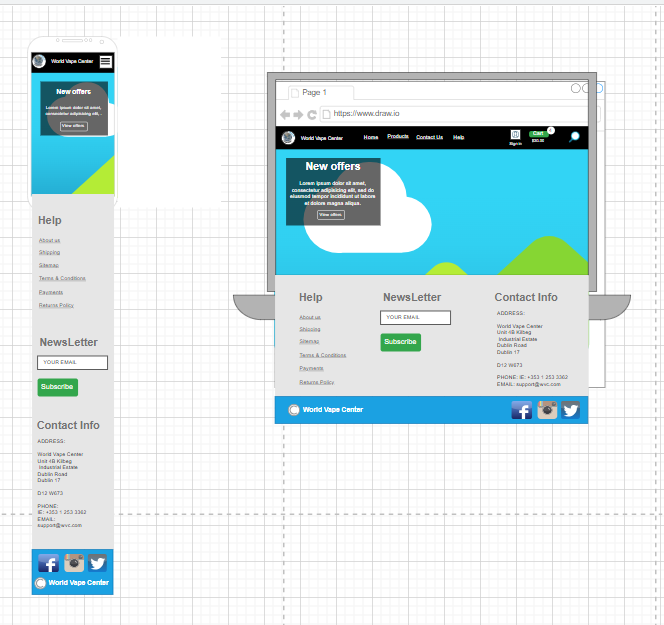 World Vape Center
New offers
Lorem ipsum dolor sit amet,
consectetur adipisicing elit, .
View offers
Help
About us
Shipping
Sitemap
Terms & Conditions
Payments
Returns Policy
NewsLetter
YOUR EMAIL
Subscribe
Contact Info
ADDRESS:
World Vape Center
Unit 4B Kilbeg
Industrial Estate
Dublin Road
Dublin 17
D12 W673
PHONE:
IE: +353 1 253 3362
EMAIL:
support@wvc.com
World Vape Center
Page 1
https://www.draw.io
World Vape Center
Home
Products
Contact Us
Help
Sign in
Cart
New offers
Lorem ipsum dolor sit amet,
consectetur adipisicing elit, sed do
eiusmod tempor incididunt ut labore
et dolore magna aliqua.
View offers
Help
About us
Shipping
Sitemap
Terms & Conditions
Payments
Returns Policy
NewsLetter
YOUR EMAIL
Subscribe
Contact Info
ADDRESS:
World Vape Center
Unit 4B Kilbeg
Industrial Estate
Dublin Road
Dublin 17
D12 W673
PHONE: IE: +353 1 253 3362
EMAIL: support@wvc.com
World Vape Center